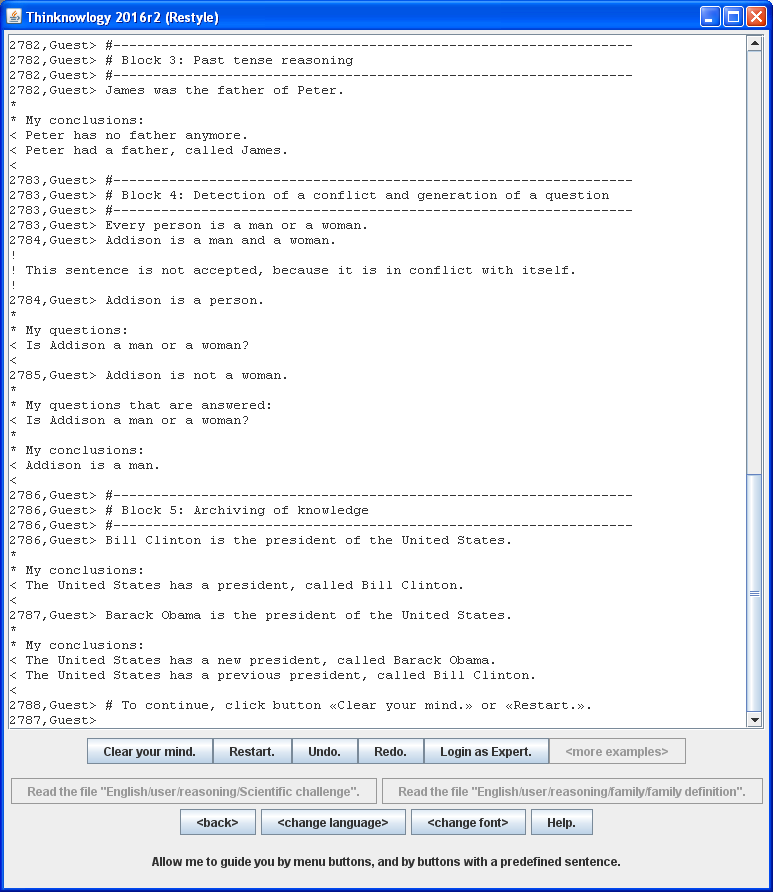 Thinknowlogy 2016r2 (Restyle)
2782,Guest> #-----------------------------------------------------------------
2782,Guest> # Block 3: Past tense reasoning
2782,Guest> #-----------------------------------------------------------------
2782,Guest> James was the father of Peter.
*
* My conclusions:
< Peter has no father anymore.
< Peter had a father, called James.
<
2783,Guest> #-----------------------------------------------------------------
2783,Guest> # Block 4: Detection of a conflict and generation of a question
2783,Guest> #-----------------------------------------------------------------
2783,Guest> Every person is a man or a woman.
2784,Guest> Addison is a man and a woman.
!
! This sentence is not accepted, because it is in conflict with itself.
!
2784,Guest> Addison is a person.
*
* My questions:
< Is Addison a man or a woman?
<
2785,Guest> Addison is not a woman.
*
* My questions that are answered:
< Is Addison a man or a woman?
*
* My conclusions:
< Addison is a man.
<
2786,Guest> #-----------------------------------------------------------------
2786,Guest> # Block 5: Archiving of knowledge
2786,Guest> #-----------------------------------------------------------------
2786,Guest> Bill Clinton is the president of the United States.
*
* My conclusions:
< The United States has a president, called Bill Clinton.
<
2787,Guest> Barack Obama is the president of the United States.
*
* My conclusions:
< The United States has a new president, called Barack Obama.
< The United States has a previous president, called Bill Clinton.
<
2788,Guest> # To continue, click button «Clear your mind.» or «Restart.».
2787,Guest>
Clear your mind. Restart. Undo. Redo. Login as Expert. <more examples>
Read the file "English/user/reasoning/Scientific challenge". Read the file "English/user/reasoning/family/family definition".
<back> <change language> <change font> Help.
Allow me to guide you by menu buttons, and by buttons with a predefined sentence.